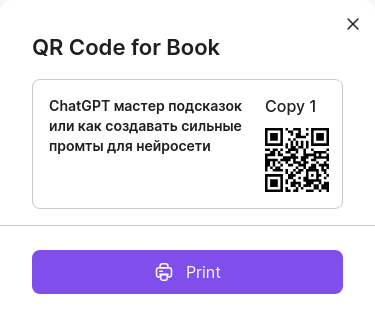 QR Code for Book
ChatGPT мастер подсказок
или как создавать сильные
промты для нейросети
Copy 1
Print